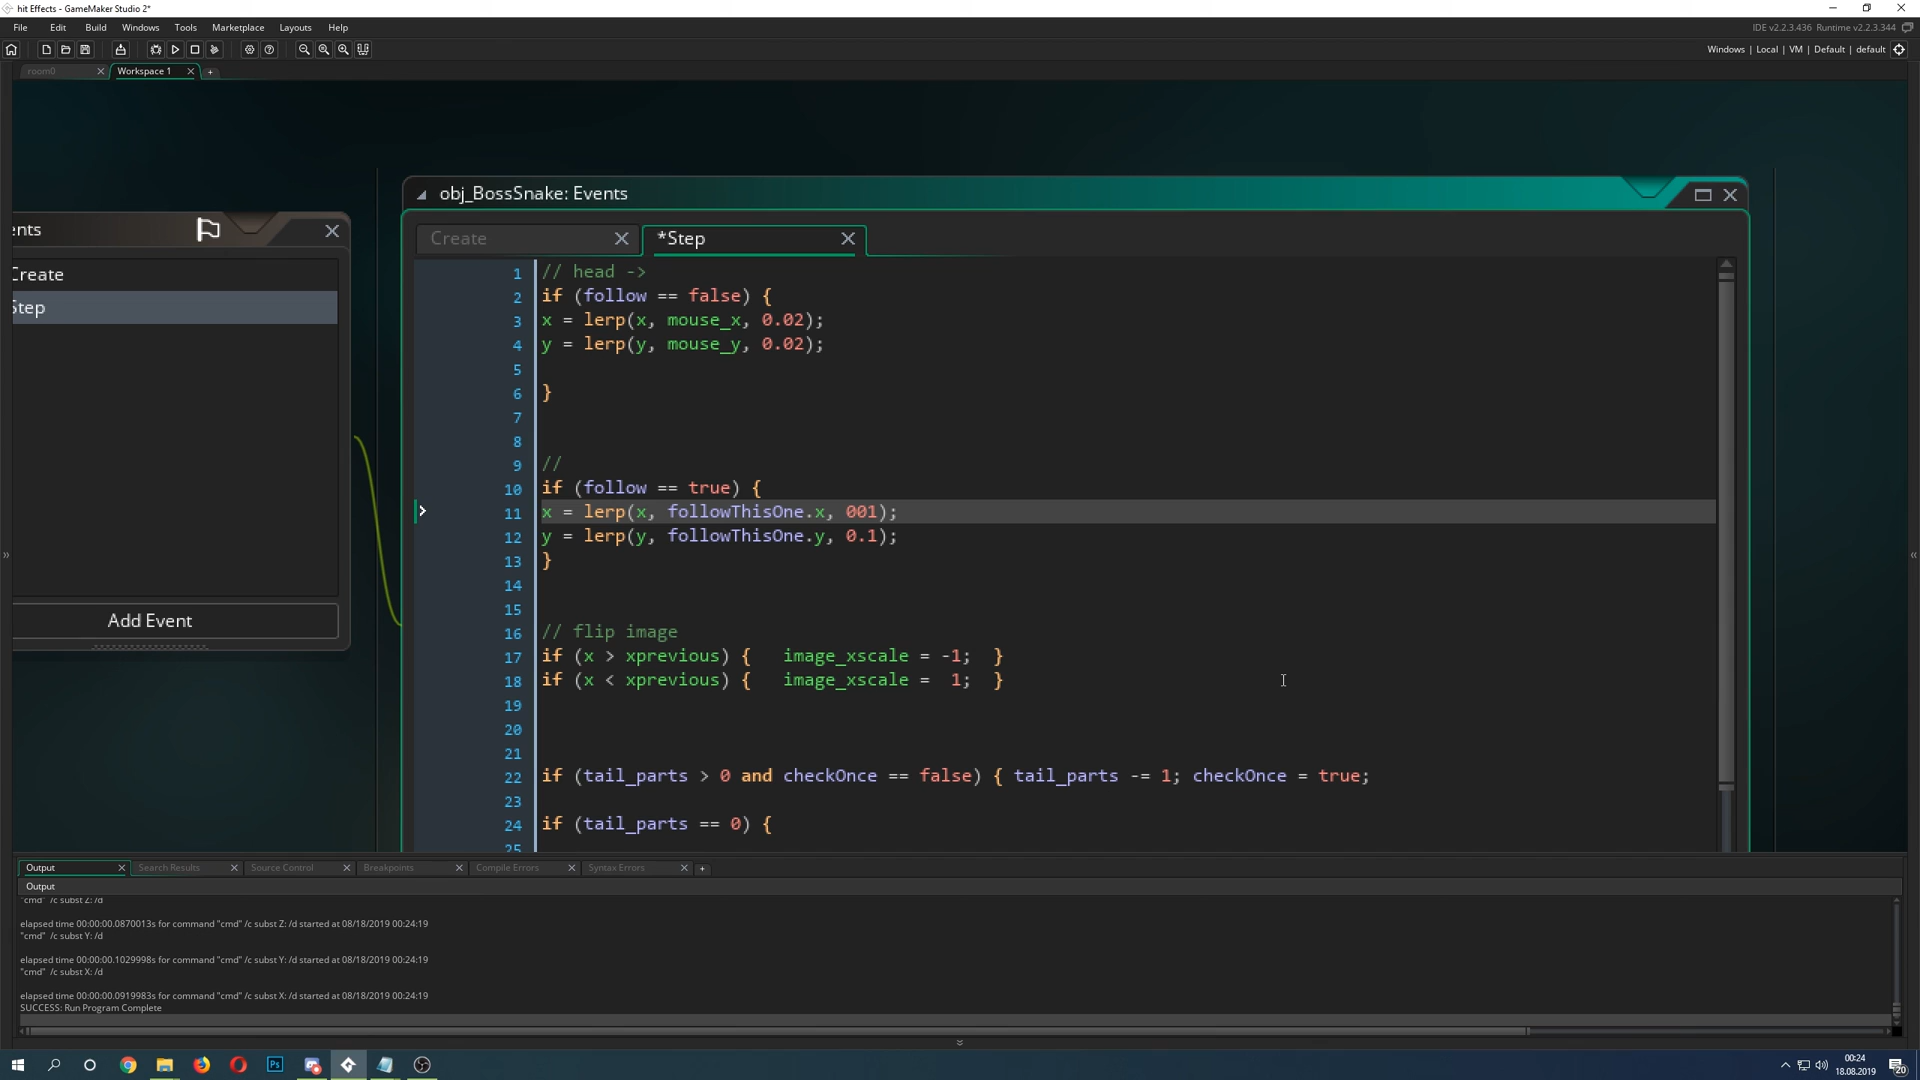 hit Effects - GameMaker Studio 2*
File Edit Build Windows Tools Marketplace Layouts Help
IDE v2.2.3.436 Runtime v2.2.3.344
Windows | Local | VM | Default | default
room0 Workspace 1
obj_BossSnake: Events
ents
Create
Step
Add Event
Create *Step
1 // head ->
2 if (follow == false) {
3 x = lerp(x, mouse_x, 0.02);
4 y = lerp(y, mouse_y, 0.02);
5
6 }
7
8
9 //
10 if (follow == true) {
11 x = lerp(x, followThisOne.x, 001);
12 y = lerp(y, followThisOne.y, 0.1);
13 }
14
15
16 // flip image
17 if (x > xprevious) { image_xscale = -1; }
18 if (x < xprevious) { image_xscale = 1; }
19
20
21
22 if (tail_parts > 0 and checkOnce == false) { tail_parts -= 1; checkOnce = true;
23
24 if (tail_parts == 0) {
25
Output Search Results Source Control Breakpoints Compile Errors Syntax Errors
Output
"cmd" /c subst Z: /d
elapsed time 00:00:00.0870013s for command "cmd" /c subst Z: /d started at 08/18/2019 00:24:19
"cmd" /c subst Y: /d
elapsed time 00:00:00.1029998s for command "cmd" /c subst Y: /d started at 08/18/2019 00:24:19
"cmd" /c subst X: /d
elapsed time 00:00:00.0919983s for command "cmd" /c subst X: /d started at 08/18/2019 00:24:19
SUCCESS: Run Program Complete
Ps
00:24
18.08.2019
20